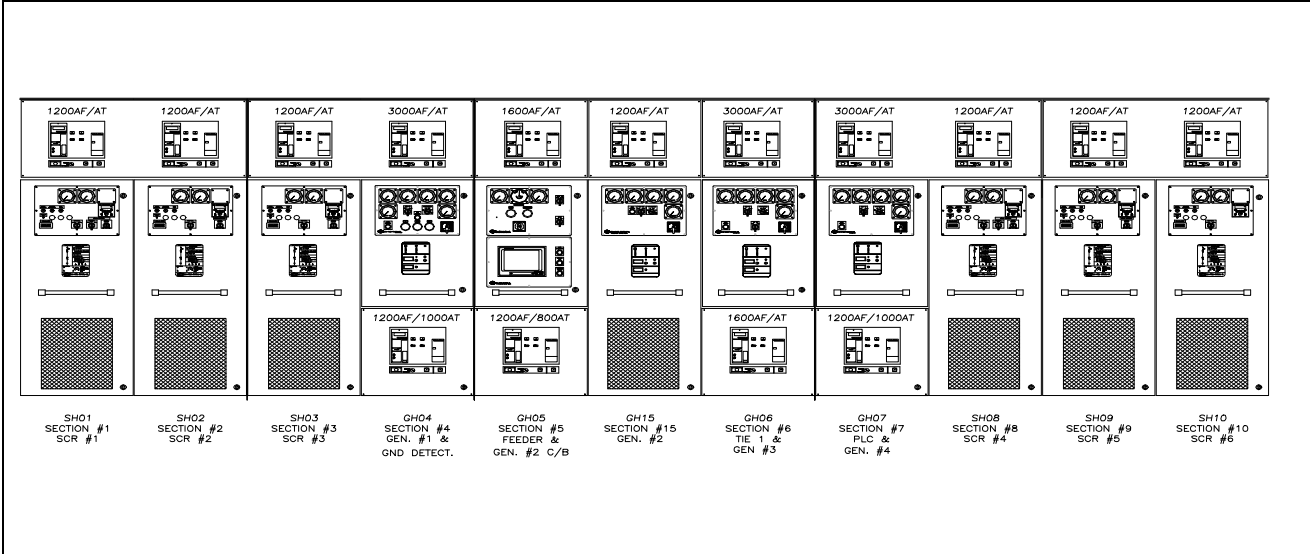 1200AF/AT
1200AF/AT
1200AF/AT
3000AF/AT
1600AF/AT
1200AF/AT
3000AF/AT
3000AF/AT
1200AF/AT
1200AF/AT
1200AF/AT
1200AF/1000AT
1200AF/800AT
1600AF/AT
1200AF/1000AT
SH01
SECTION #1
SCR #1
SH02
SECTION #2
SCR #2
SH03
SECTION #3
SCR #3
GH04
SECTION #4
GEN. #1 &
GND DETECT.
GH05
SECTION #5
FEEDER &
GEN. #2 C/B
GH15
SECTION #15
GEN. #2
GH06
SECTION #6
TIE 1 &
GEN #3
GH07
SECTION #7
PLC &
GEN. #4
SH08
SECTION #8
SCR #4
SH09
SECTION #9
SCR #5
SH10
SECTION #10
SCR #6